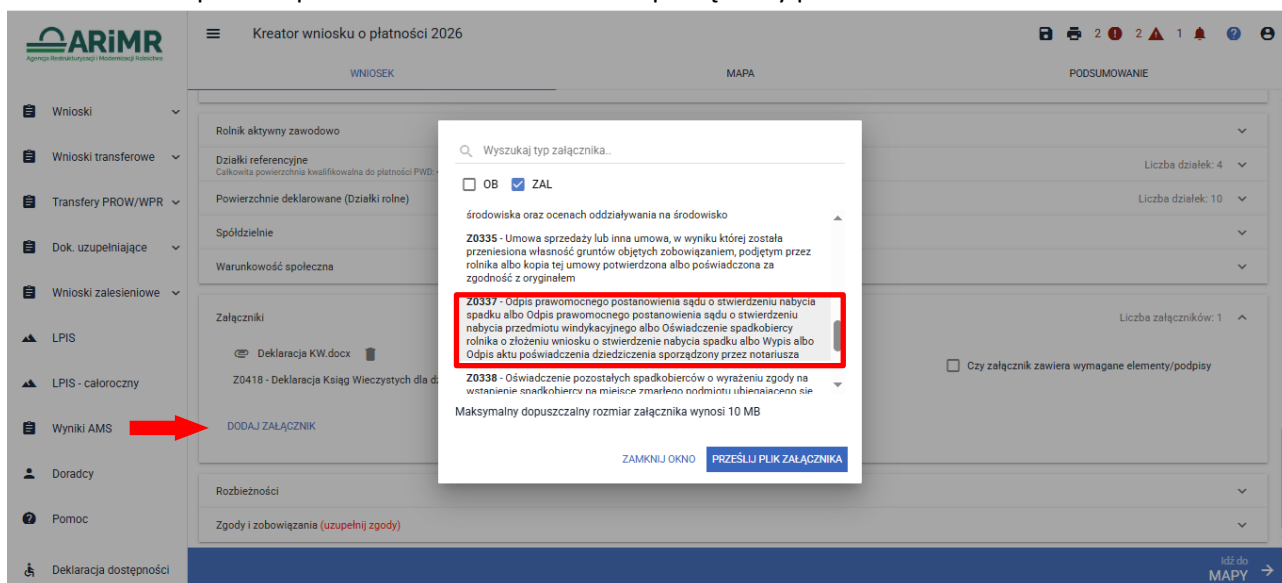 ARiMR
Agencja Restrukturyzacji i Modernizacji Rolnictwa
Kreator wniosku o płatności 2026
2 2 1
WNIOSEK
MAPA
PODSUMOWANIE
Wnioski
Wnioski transferowe
Transfery PROW/WPR
Dok. uzupełniające
Wnioski zalesieniowe
LPIS
LPIS - całoroczny
Wyniki AMS
Doradcy
Pomoc
Deklaracja dostępności
Rolnik aktywny zawodowo
Działki referencyjne
Liczba działek: 4
Całkowita powierzchnia kwalifikowalna do płatności PWD:
Powierzchnie deklarowane (Działki rolne)
Liczba działek: 10
Spółdzielnie
Warunkowość społeczna
Załączniki
Liczba załączników: 1
Deklaracja KW.docx
Z0418 - Deklaracja Ksiąg Wieczystych dla
Czy załącznik zawiera wymagane elementy/podpisy
DODAJ ZAŁĄCZNIK
Rozbieżności
Zgody i zobowiązania (uzupełnij zgody)
Wyszukaj typ załącznika..
OB ZAL
środowiska oraz ocenach oddziaływania na środowisko
Z0335 - Umowa sprzedaży lub inna umowa, w wyniku której została
przeniesiona własność gruntów objętych zobowiązaniem, podjętym przez
rolnika albo kopia tej umowy potwierdzona albo poświadczona za
zgodność z oryginałem
Z0337 - Odpis prawomocnego postanowienia sądu o stwierdzeniu nabycia
spadku albo Odpis prawomocnego postanowienia sądu o stwierdzeniu
nabycia przedmiotu windykacyjnego albo Oświadczenie spadkobiercy
rolnika o złożeniu wniosku o stwierdzenie nabycia spadku albo Wypis albo
Odpis aktu poświadczenia dziedziczenia sporządzony przez notariusza
Z0338 - Oświadczenie pozostałych spadkobierców o wyrażeniu zgody na
wstąpienie spadkobiercy na miejsce zmarłego podmiotu ubiegającego się
Maksymalny dopuszczalny rozmiar załącznika wynosi 10 MB
ZAMKNIJ OKNO
PRZEŚLIJ PLIK ZAŁĄCZNIKA
Idź do
MAPY